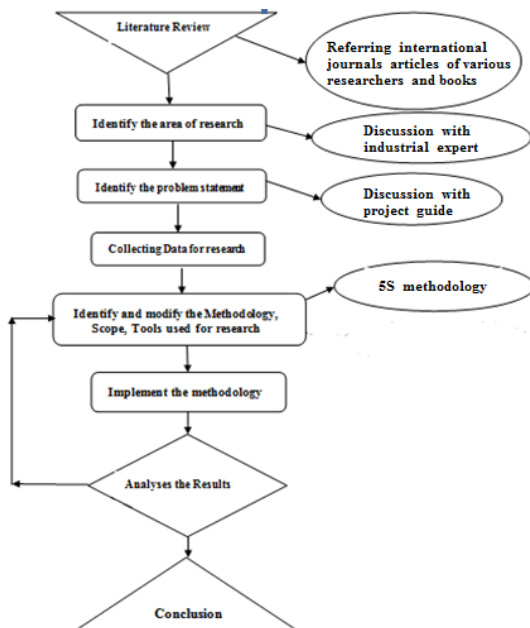 Literature Review
Referring international
journals articles of various
researchers and books
Identify the area of research
Discussion with
industrial expert
Identify the problem statement
Discussion with
project guide
Collecting Data for research
5S methodology
Identify and modify the Methodology,
Scope, Tools used for research
Implement the methodology
Analyses the Results
Conclusion